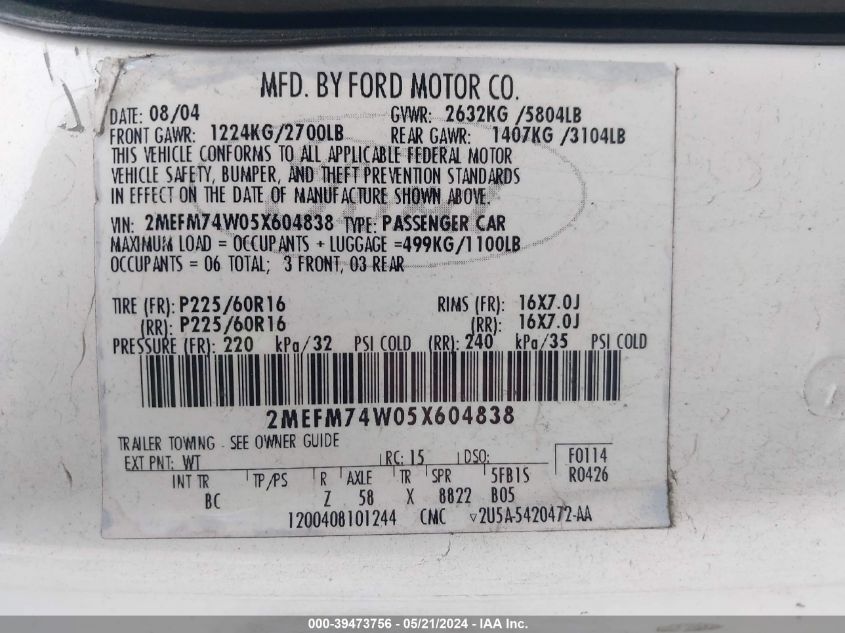 MFD. BY FORD MOTOR CO.
DATE: 08/04 GVWR: 2632KG /5804LB
FRONT GAWR: 1224KG/2700LB REAR GAWR: 1407KG /3104LB
THIS VEHICLE CONFORMS TO ALL APPLICABLE FEDERAL MOTOR
VEHICLE SAFETY, BUMPER, AND THEFT PREVENTION STANDARDS
IN EFFECT ON THE DATE OF MANUFACTURE SHOWN ABOVE.
VIN: 2MEFM74W05X604838 TYPE: PASSENGER CAR
MAXIMUM LOAD = OCCUPANTS + LUGGAGE =499KG/1100LB
OCCUPANTS = 06 TOTAL; 3 FRONT, 03 REAR
TIRE (FR): P225/60R16 RIMS (FR): 16X7.0J
(RR): P225/60R16 (RR): 16X7.0J
PRESSURE (FR): 220 kPa/32 PSI COLD (RR): 240 kPa/35 PSI COLD
2MEFM74W05X604838
TRAILER TOWING - SEE OWNER GUIDE
EXT PNT: WT RC: 15 DSO: F0114
INT TR TP/PS R AXLE TR SPR 5FB1S R0426
BC Z 58 X 8822 B05
1200408101244 CMC ▽2U5A-5420472-AA
000-39473756 - 05/21/2024 - IAA Inc.